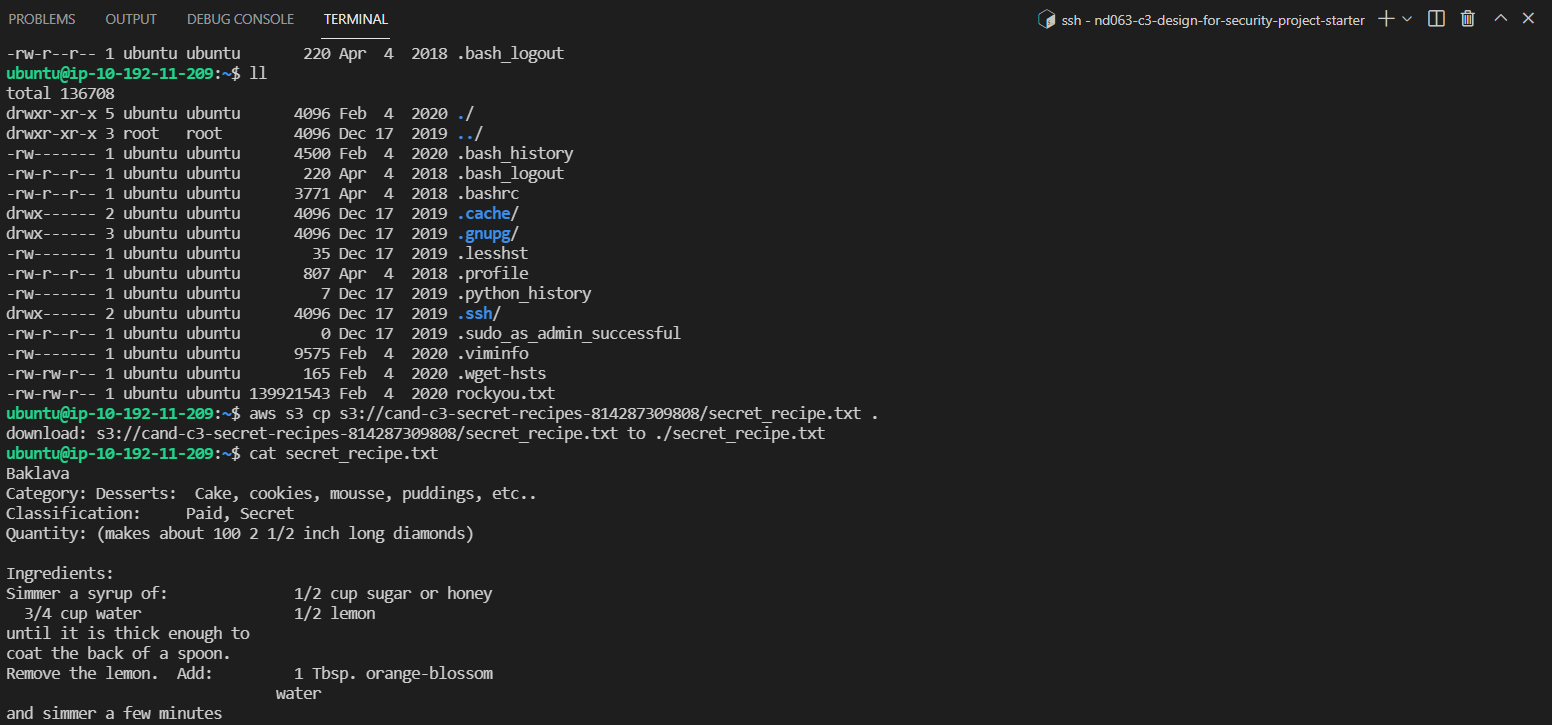 PROBLEMS OUTPUT DEBUG CONSOLE TERMINAL ssh - nd063-c3-design-for-security-project-starter
-rw-r--r-- 1 ubuntu ubuntu       220 Apr  4  2018 .bash_logout
ubuntu@ip-10-192-11-209:~$ ll
total 136708
drwxr-xr-x 5 ubuntu ubuntu      4096 Feb  4  2020 ./
drwxr-xr-x 3 root   root        4096 Dec 17  2019 ../
-rw------- 1 ubuntu ubuntu      4500 Feb  4  2020 .bash_history
-rw-r--r-- 1 ubuntu ubuntu       220 Apr  4  2018 .bash_logout
-rw-r--r-- 1 ubuntu ubuntu      3771 Apr  4  2018 .bashrc
drwx------ 2 ubuntu ubuntu      4096 Dec 17  2019 .cache/
drwx------ 3 ubuntu ubuntu      4096 Dec 17  2019 .gnupg/
-rw------- 1 ubuntu ubuntu        35 Dec 17  2019 .lesshst
-rw-r--r-- 1 ubuntu ubuntu       807 Apr  4  2018 .profile
-rw------- 1 ubuntu ubuntu         7 Dec 17  2019 .python_history
drwx------ 2 ubuntu ubuntu      4096 Dec 17  2019 .ssh/
-rw-r--r-- 1 ubuntu ubuntu         0 Dec 17  2019 .sudo_as_admin_successful
-rw------- 1 ubuntu ubuntu      9575 Feb  4  2020 .viminfo
-rw-rw-r-- 1 ubuntu ubuntu       165 Feb  4  2020 .wget-hsts
-rw-rw-r-- 1 ubuntu ubuntu 139921543 Feb  4  2020 rockyou.txt
ubuntu@ip-10-192-11-209:~$ aws s3 cp s3://cand-c3-secret-recipes-814287309808/secret_recipe.txt .
download: s3://cand-c3-secret-recipes-814287309808/secret_recipe.txt to ./secret_recipe.txt
ubuntu@ip-10-192-11-209:~$ cat secret_recipe.txt
Baklava
Category: Desserts:  Cake, cookies, mousse, puddings, etc..
Classification:     Paid, Secret
Quantity: (makes about 100 2 1/2 inch long diamonds)

Ingredients:
Simmer a syrup of:              1/2 cup sugar or honey
  3/4 cup water                 1/2 lemon
until it is thick enough to
coat the back of a spoon.
Remove the lemon.  Add:         1 Tbsp. orange-blossom
                              water
and simmer a few minutes